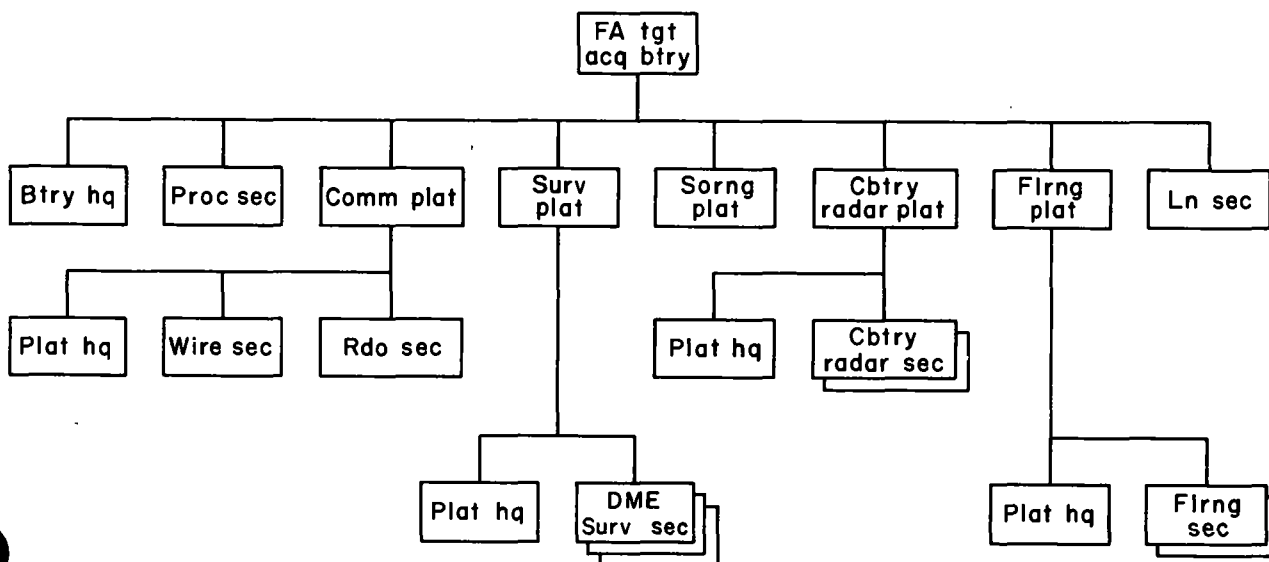 FA tgt
acq btry
Btry hq
Proc sec
Comm plat
Surv
plat
Sorng
plat
Cbtry
radar plat
Flrng
plat
Ln sec
Plat hq
Wire sec
Rdo sec
Plat hq
Cbtry
radar sec
Plat hq
DME
Surv sec
Plat hq
Flrng
sec